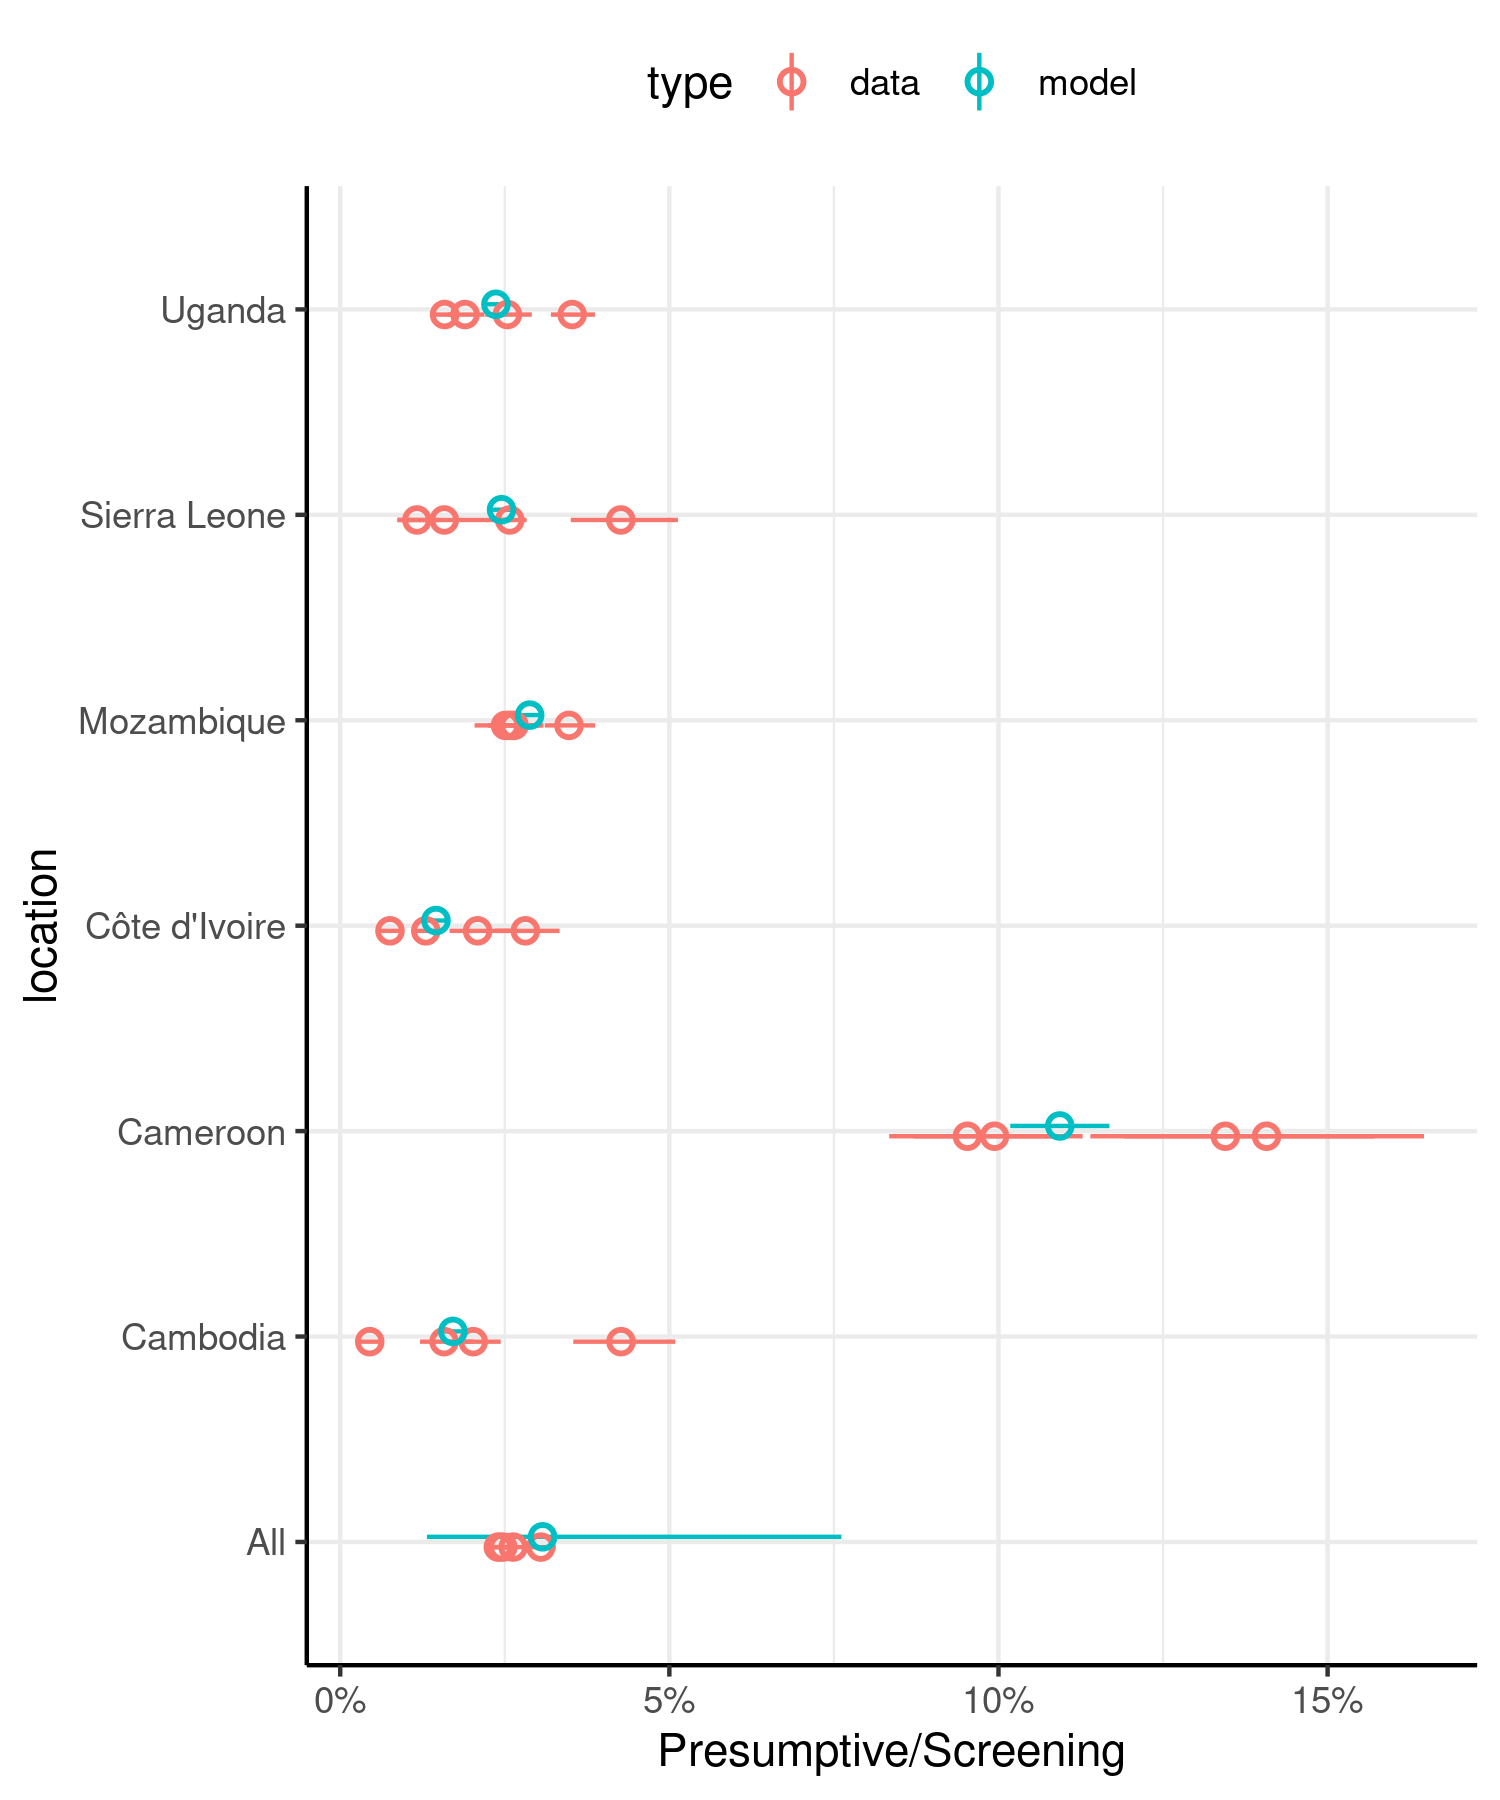 type data model
Uganda
Sierra Leone
Mozambique
Côte d'Ivoire
Cameroon
Cambodia
All
location
0% 5% 10% 15%
Presumptive/Screening